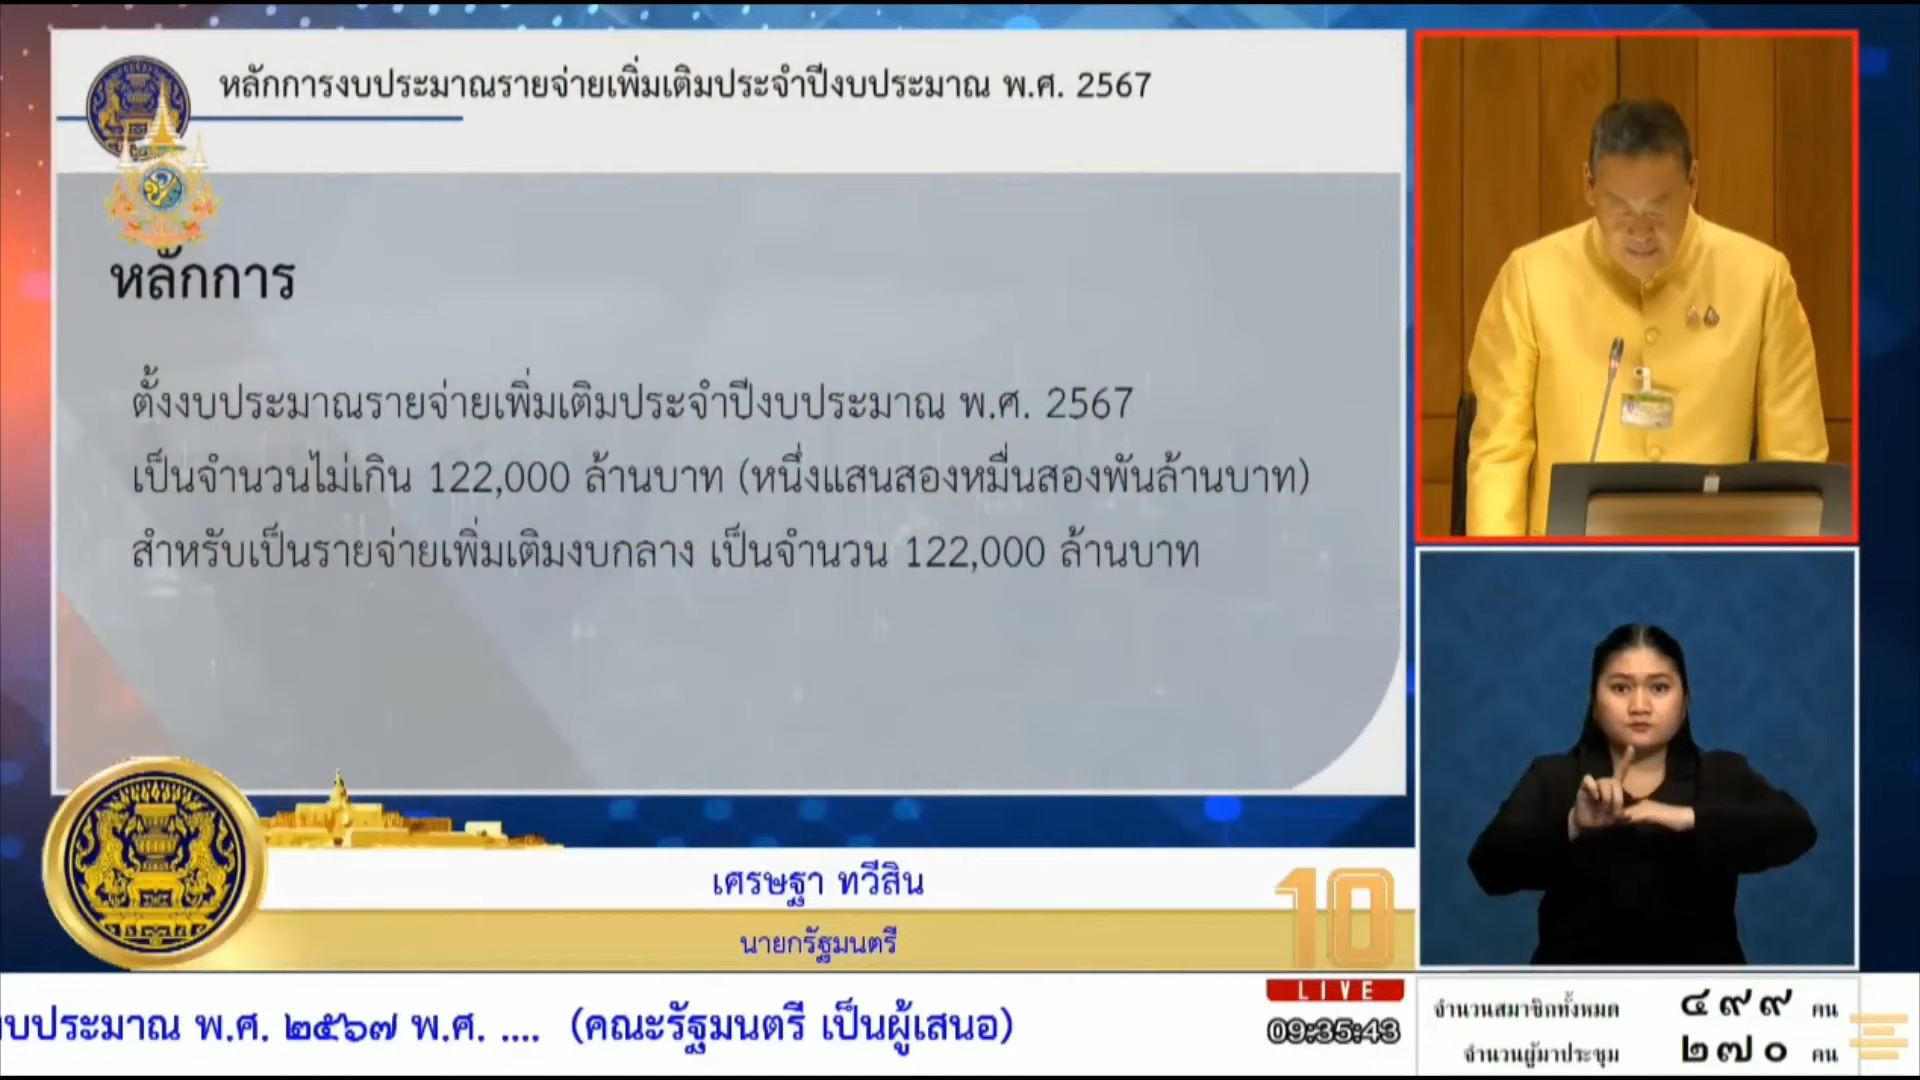 หลักการงบประมาณรายจ่ายเพิ่มเติมประจำปีงบประมาณ พ.ศ. 2567
หลักการ
ตั้งงบประมาณรายจ่ายเพิ่มเติมประจำปีงบประมาณ พ.ศ. 2567
เป็นจำนวนไม่เกิน 122,000 ล้านบาท (หนึ่งแสนสองหมื่นสองพันล้านบาท)
สำหรับเป็นรายจ่ายเพิ่มเติมงบกลาง เป็นจำนวน 122,000 ล้านบาท
เศรษฐา ทวีสิน
นายกรัฐมนตรี
10
LIVE
09:35:43
งบประมาณ พ.ศ. ๒๕๖๗ พ.ศ. .... (คณะรัฐมนตรี เป็นผู้เสนอ)
จำนวนสมาชิกทั้งหมด ๔๙๙ คน
จำนวนผู้มาประชุม ๒๗๐ คน